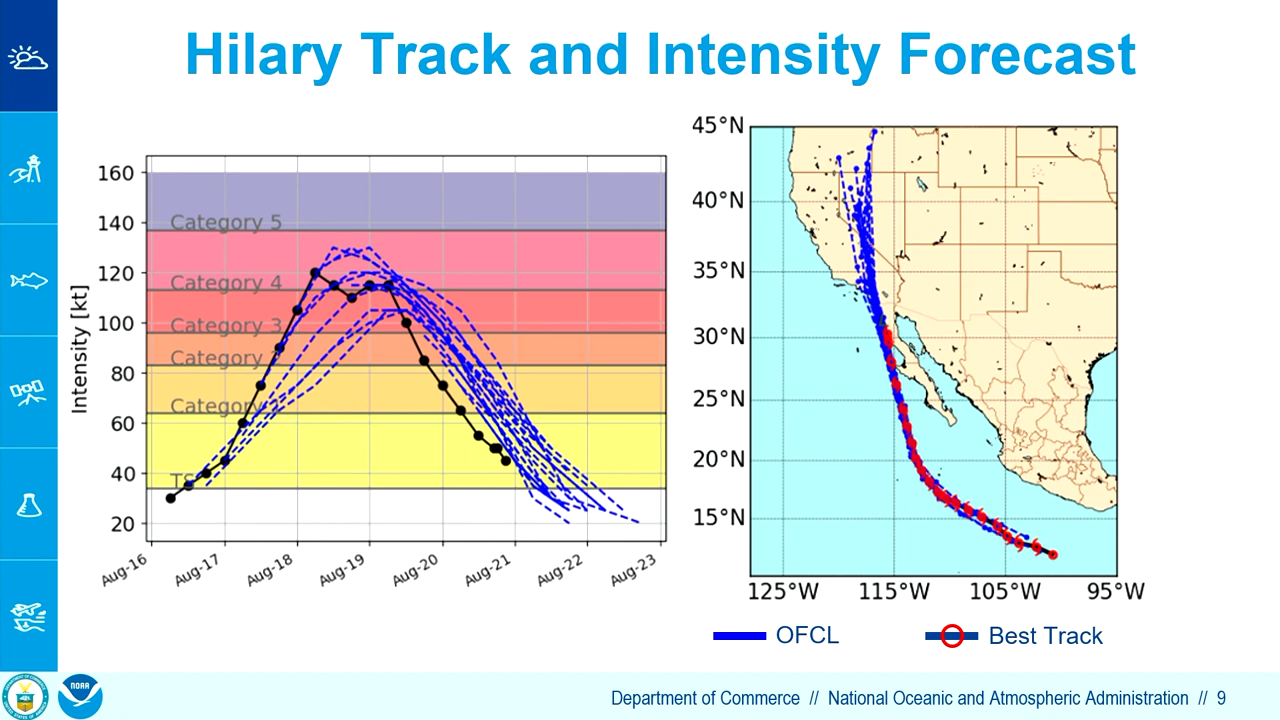 Hilary Track and Intensity Forecast
Intensity [kt]
160
140
120
100
80
60
40
20
Category 5
Category 4
Category 3
Category
Category
TS
Aug-16
Aug-17
Aug-18
Aug-19
Aug-20
Aug-21
Aug-22
Aug-23
45°N
40°N
35°N
30°N
25°N
20°N
15°N
125°W
115°W
105°W
95°W
OFCL
Best Track
NOAA
Department of Commerce // National Oceanic and Atmospheric Administration // 9